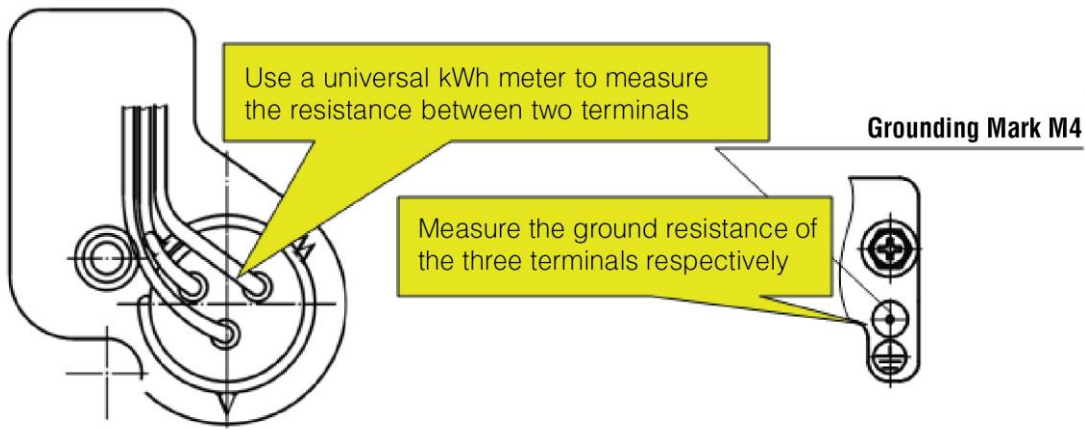 Use a universal kWh meter to measure
the resistance between two terminals
Grounding Mark M4
Measure the ground resistance of
the three terminals respectively